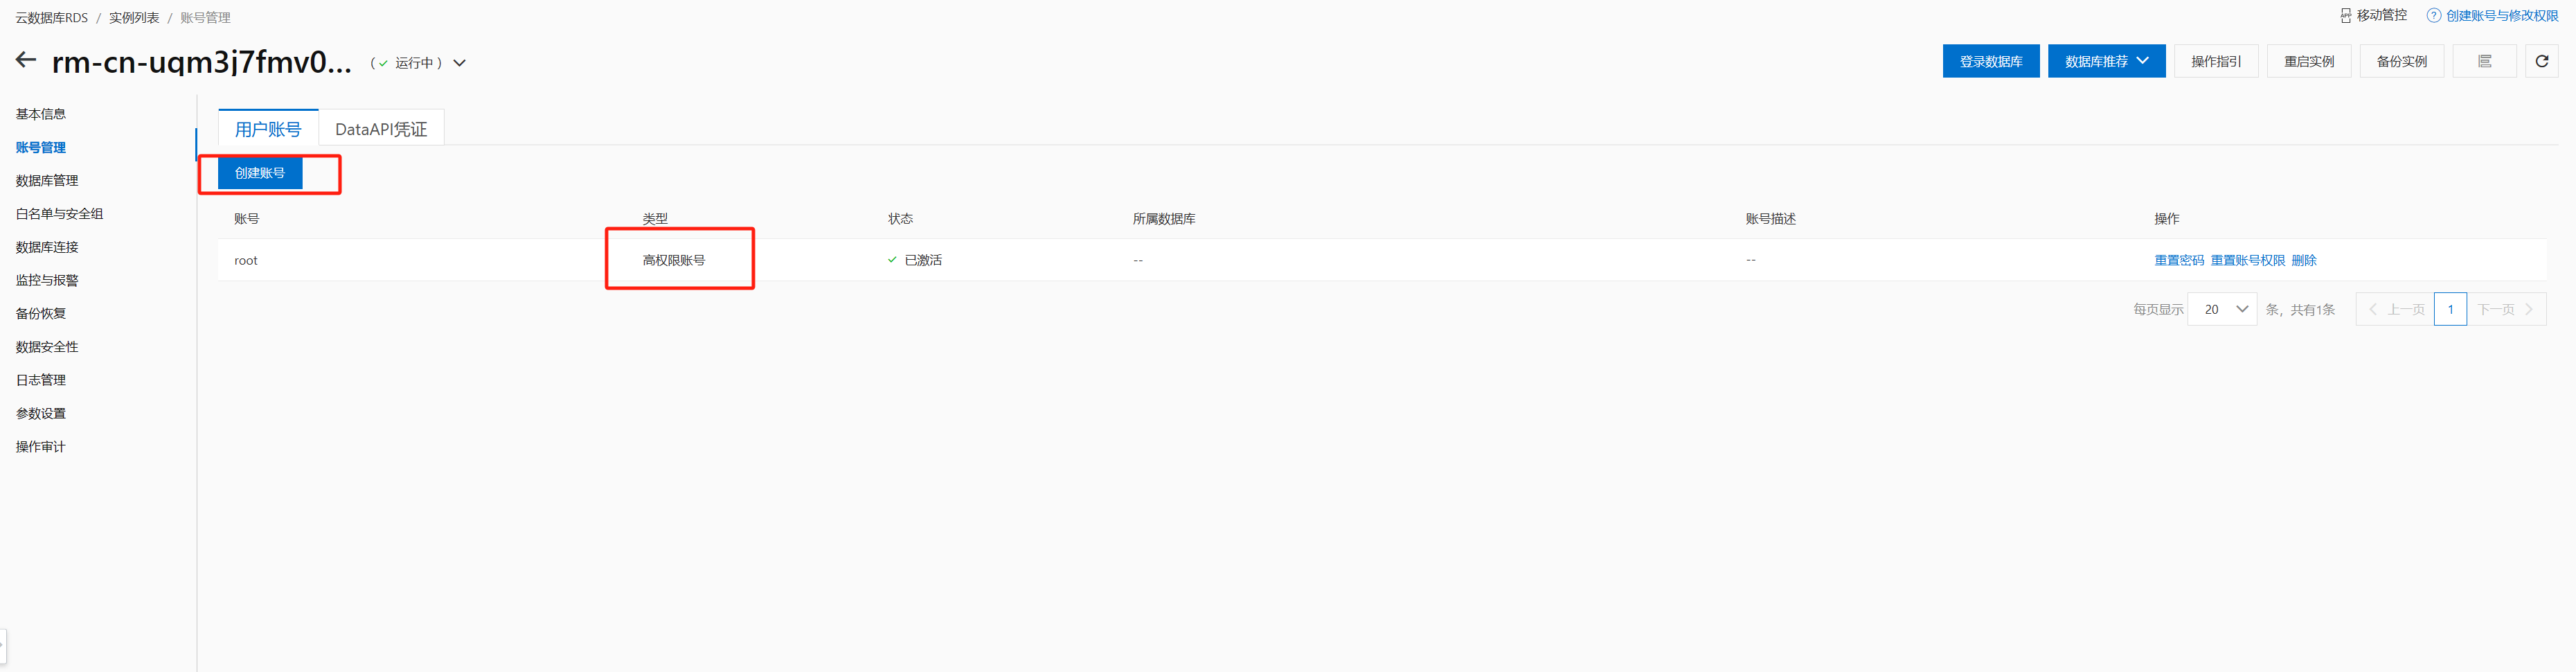 云数据库RDS / 实例列表 / 账号管理
移动管控 创建账号与修改权限
rm-cn-uqm3j7fmv0... ( 运行中 )
登录数据库 数据库推荐 操作指引 重启实例 备份实例
基本信息
账号管理
数据库管理
白名单与安全组
数据库连接
监控与报警
备份恢复
数据安全性
日志管理
参数设置
操作审计
用户账号 DataAPI凭证
创建账号
账号 类型 状态 所属数据库 账号描述 操作
root 高权限账号 已激活 -- -- 重置密码 重置账号权限 删除
每页显示 20 条，共有1条 上一页 1 下一页